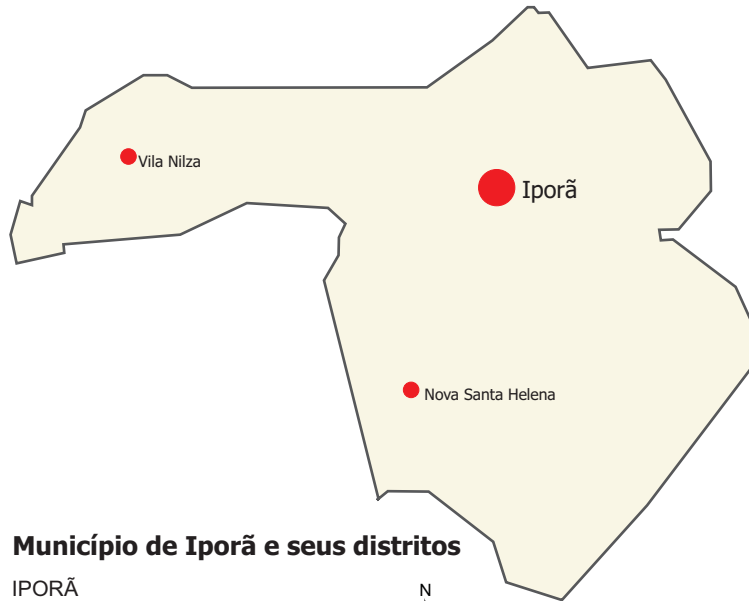 Vila Nilza
Iporã
Nova Santa Helena
Município de Iporã e seus distritos
IPORÃ
N